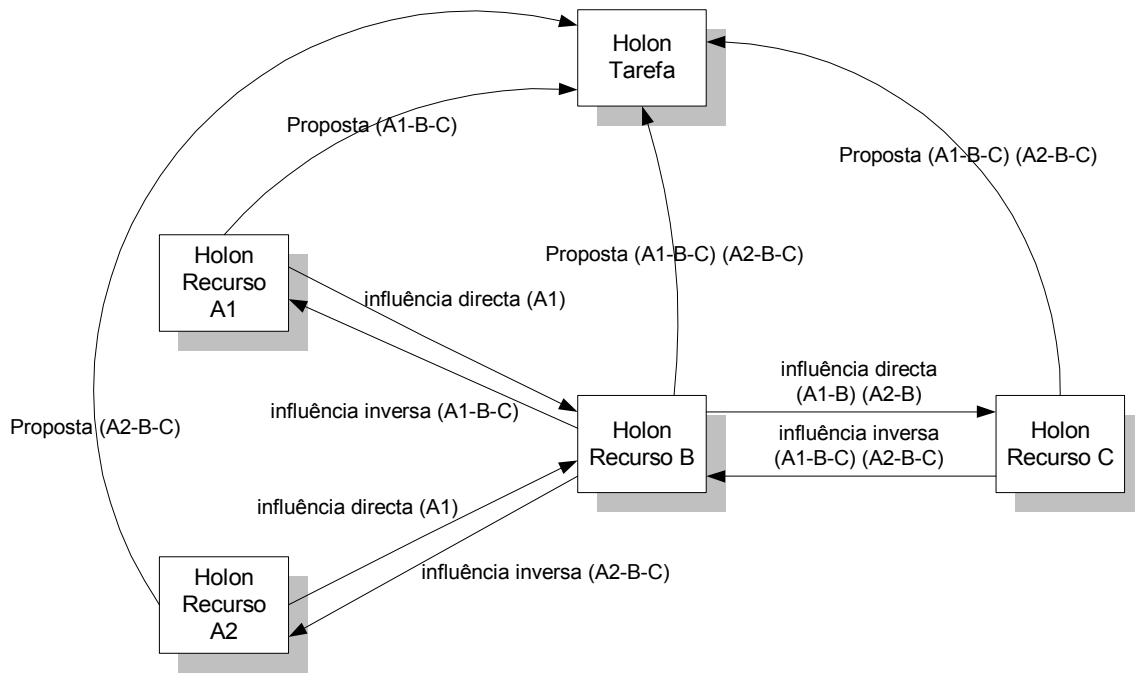 Holon
Tarefa
Proposta (A1-B-C)
Proposta (A1-B-C) (A2-B-C)
Holon
Recurso
A1
Proposta (A1-B-C) (A2-B-C)
influência directa (A1)
influência directa
(A1-B) (A2-B)
influência inversa (A1-B-C)
Proposta (A2-B-C)
Holon
Recurso B
influência inversa
(A1-B-C) (A2-B-C)
Holon
Recurso C
influência directa (A1)
influência inversa (A2-B-C)
Holon
Recurso
A2